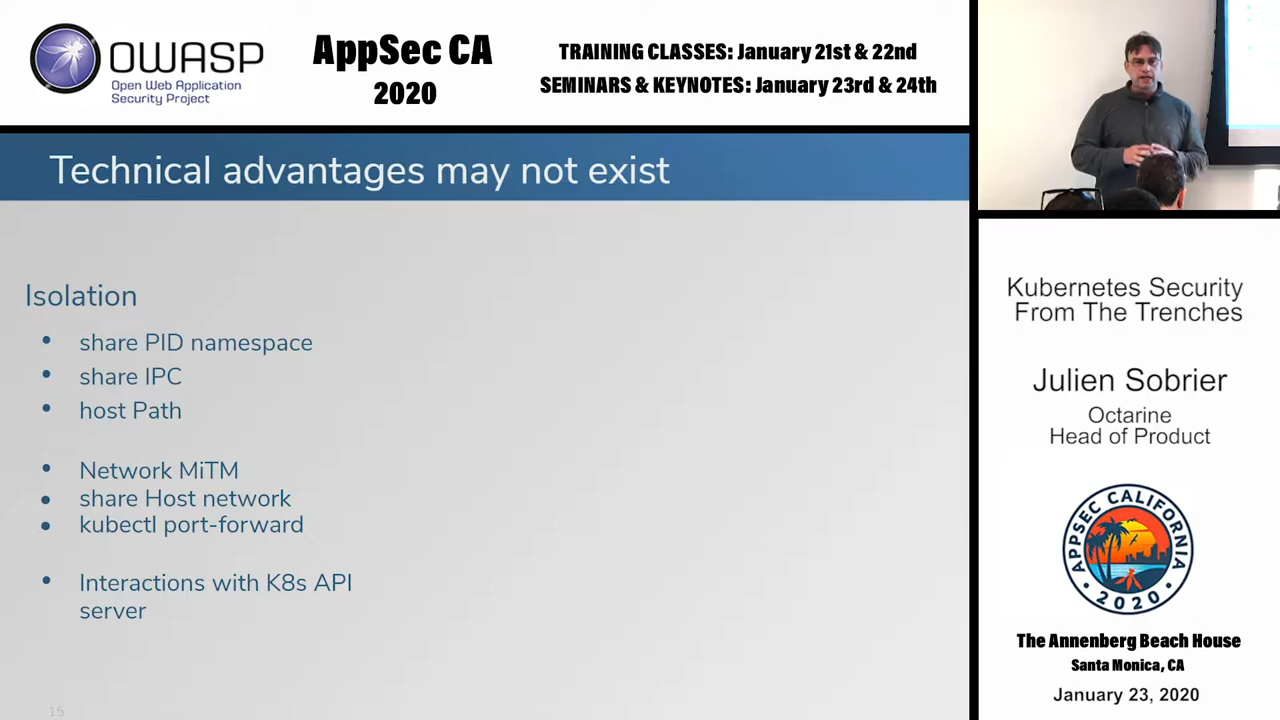 OWASP
Open Web Application
Security Project
AppSec CA
2020
TRAINING CLASSES: January 21st & 22nd
SEMINARS & KEYNOTES: January 23rd & 24th
Technical advantages may not exist
Isolation
• share PID namespace
• share IPC
• host Path
• Network MiTM
• share Host network
• kubectl port-forward
• Interactions with K8s API
server
15
Kubernetes Security
From The Trenches
Julien Sobrier
Octarine
Head of Product
APPSEC CALIFORNIA
• 2020 •
The Annenberg Beach House
Santa Monica, CA
January 23, 2020